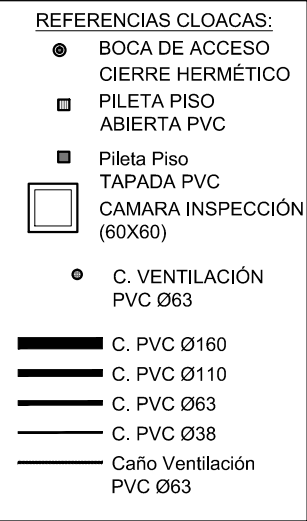 REFERENCIAS CLOACAS:
BOCA DE ACCESO
CIERRE HERMÉTICO
PILETA PISO
ABIERTA PVC
Pileta Piso
TAPADA PVC
CAMARA INSPECCIÓN
(60X60)
C. VENTILACIÓN
PVC Ø63
C. PVC Ø160
C. PVC Ø110
C. PVC Ø63
C. PVC Ø38
Caño Ventilación
PVC Ø63